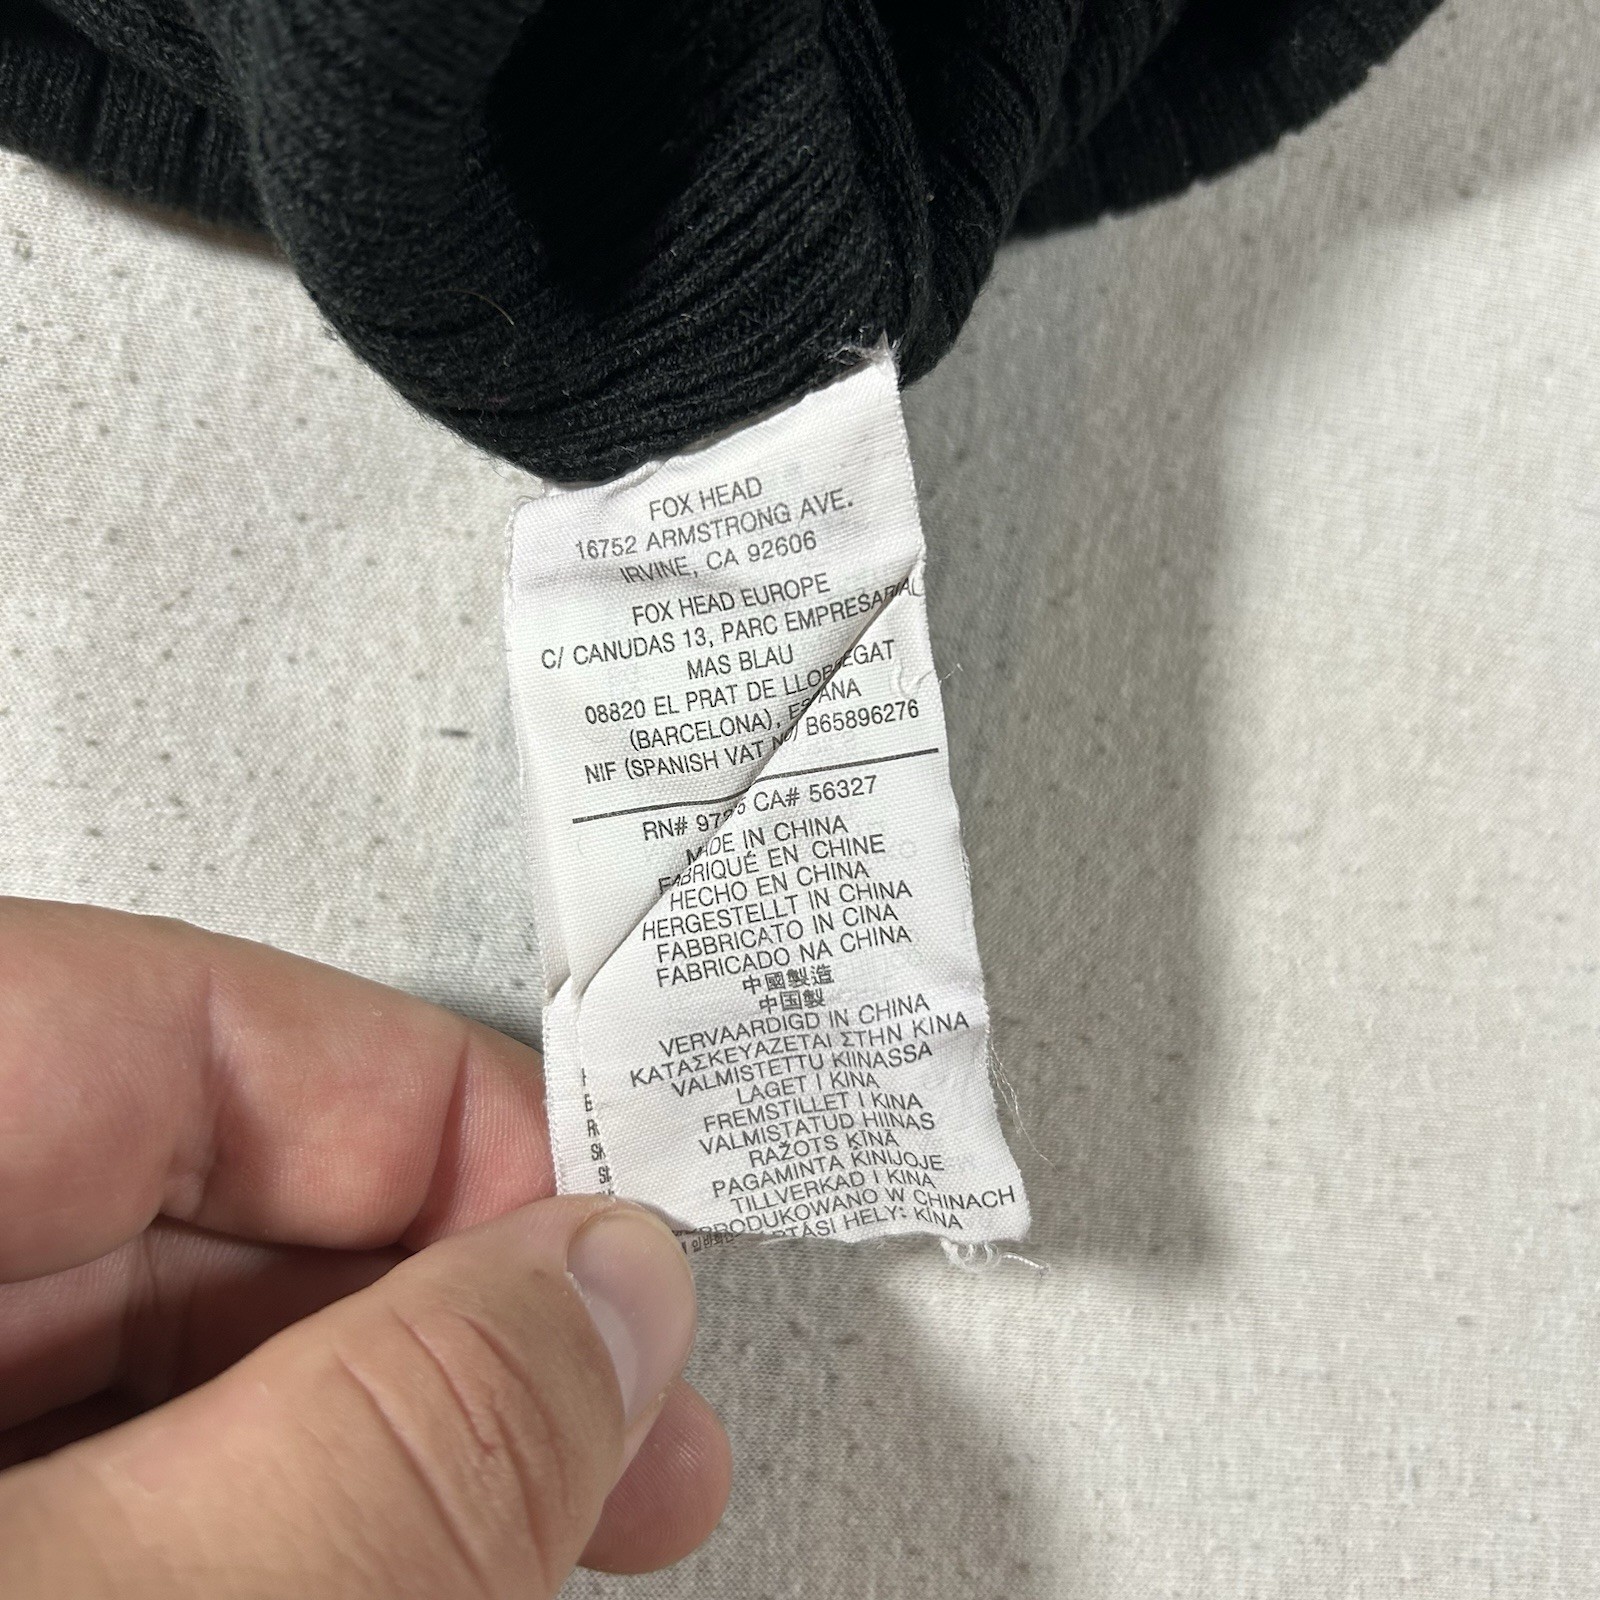 FOX HEAD
16752 ARMSTRONG AVE.
IRVINE, CA 92606
FOX HEAD EUROPE
C/ CANUDAS 13, PARC EMPRESARIAL
MAS BLAU
08820 EL PRAT DE LLOBREGAT
(BARCELONA), ESPANA
NIF (SPANISH VAT NO) B65896276
RN# CA# 56327
MADE IN CHINA
FABRIQUÉ EN CHINE
HECHO EN CHINA
HERGESTELLT IN CHINA
FABBRICATO IN CINA
FABRICADO NA CHINA
中國製造
中国製
VERVAARDIGD IN CHINA
ΚΑΤΑΣΚΕΥΑΖΕΤΑΙ ΣΤΗΝ ΚΙΝΑ
VALMISTETTU KIINASSA
LAGET I KINA
FREMSTILLET I KINA
VALMISTATUD HIINAS
RAŽOTS ĶĪNĀ
PAGAMINTA KINIJOJE
TILLVERKAD I KINA
PRODUKOWANO W CHINACH
HELY: KÍNA